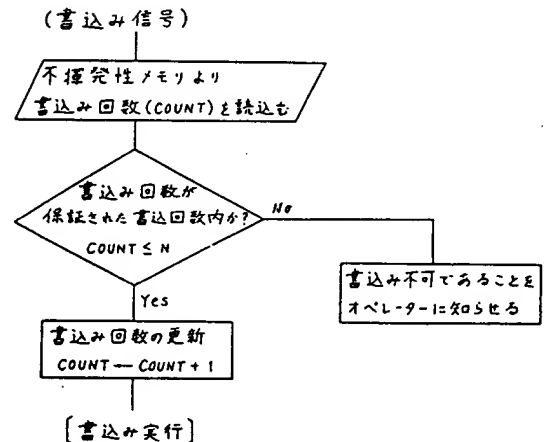 (書込み信号)
不揮発性メモリより
書込み回数(COUNT)を読込む
書込み回数が
保証された書込回数内か?
COUNT ≤ N
No
Yes
書込み不可であることを
オペレーターに知らせる
書込み回数の更新
COUNT ← COUNT + 1
[書込み実行]